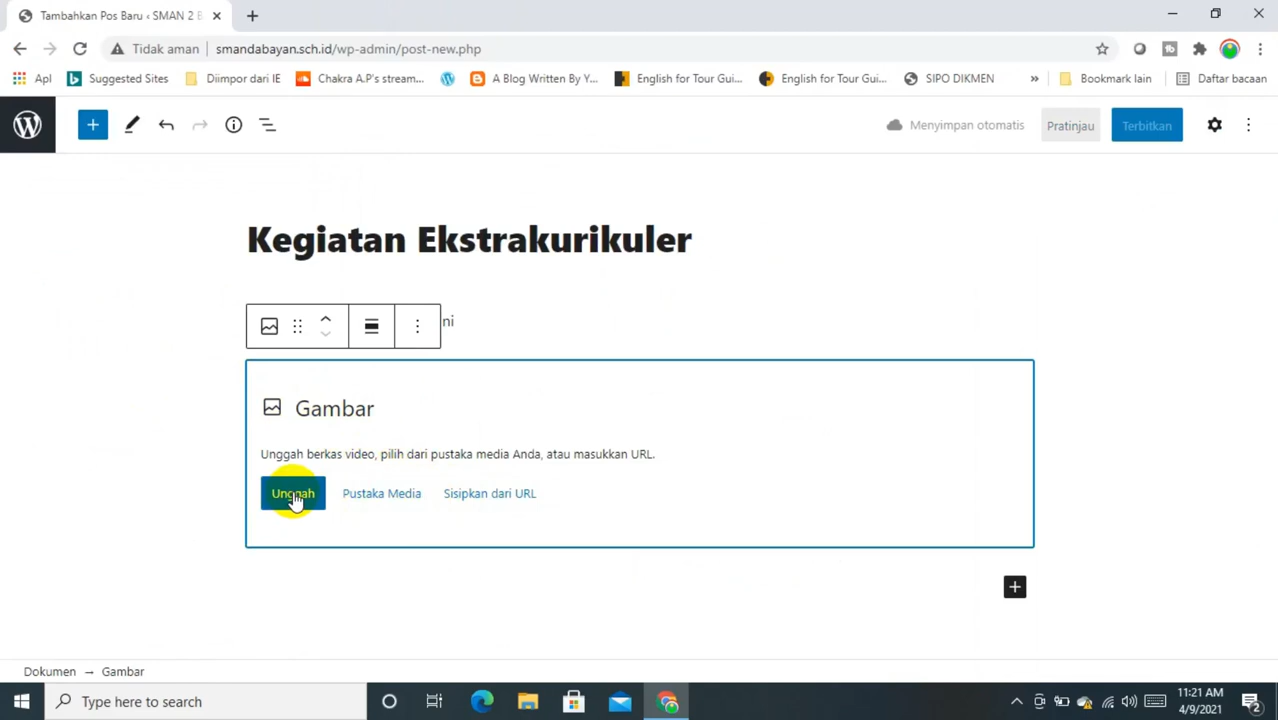 Tambahkan Pos Baru ‹ SMAN 2 B
Tidak aman | smandabayan.sch.id/wp-admin/post-new.php
Apl Suggested Sites Diimpor dari IE Chakra A.P's stream... A Blog Written By Y... English for Tour Gui... English for Tour Gui... SIPO DIKMEN » Bookmark lain Daftar bacaan
Menyimpan otomatis Pratinjau Terbitkan
Kegiatan Ekstrakurikuler
ni
Gambar
Unggah berkas video, pilih dari pustaka media Anda, atau masukkan URL.
Unggah Pustaka Media Sisipkan dari URL
Dokumen → Gambar
Type here to search
11:21 AM
4/9/2021
2